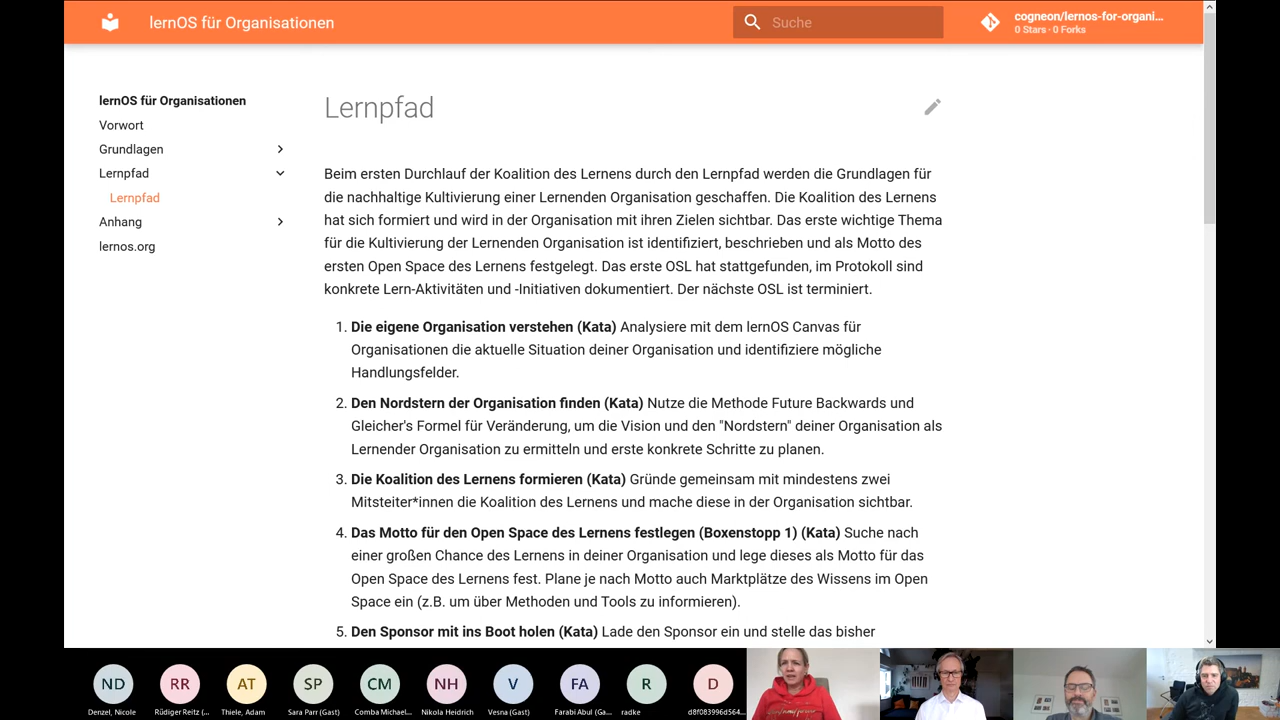 lernOS für Organisationen
Suche
cogneon/lernos-for-organi...
0 Stars · 0 Forks
lernOS für Organisationen
Vorwort
Grundlagen
Lernpfad
Lernpfad
Anhang
lernos.org
Lernpfad
Beim ersten Durchlauf der Koalition des Lernens durch den Lernpfad werden die Grundlagen für
die nachhaltige Kultivierung einer Lernenden Organisation geschaffen. Die Koalition des Lernens
hat sich formiert und wird in der Organisation mit ihren Zielen sichtbar. Das erste wichtige Thema
für die Kultivierung der Lernenden Organisation ist identifiziert, beschrieben und als Motto des
ersten Open Space des Lernens festgelegt. Das erste OSL hat stattgefunden, im Protokoll sind
konkrete Lern-Aktivitäten und -Initiativen dokumentiert. Der nächste OSL ist terminiert.
1. Die eigene Organisation verstehen (Kata) Analysiere mit dem lernOS Canvas für
Organisationen die aktuelle Situation deiner Organisation und identifiziere mögliche
Handlungsfelder.
2. Den Nordstern der Organisation finden (Kata) Nutze die Methode Future Backwards und
Gleicher's Formel für Veränderung, um die Vision und den "Nordstern" deiner Organisation als
Lernender Organisation zu ermitteln und erste konkrete Schritte zu planen.
3. Die Koalition des Lernens formieren (Kata) Gründe gemeinsam mit mindestens zwei
Mitsteiter*innen die Koalition des Lernens und mache diese in der Organisation sichtbar.
4. Das Motto für den Open Space des Lernens festlegen (Boxenstopp 1) (Kata) Suche nach
einer großen Chance des Lernens in deiner Organisation und lege dieses als Motto für das
Open Space des Lernens fest. Plane je nach Motto auch Marktplätze des Wissens im Open
Space ein (z.B. um über Methoden und Tools zu informieren).
5. Den Sponsor mit ins Boot holen (Kata) Lade den Sponsor ein und stelle das bisher
ND RR AT SP CM NH V FA R D
Denzel, Nicole Rüdiger Reitz (... Thiele, Adam Sara Parr (Gast) Comba Michael... Nikola Heidrich Vesna (Gast) Farabi Abul (Ga... radke d8f083996d564...